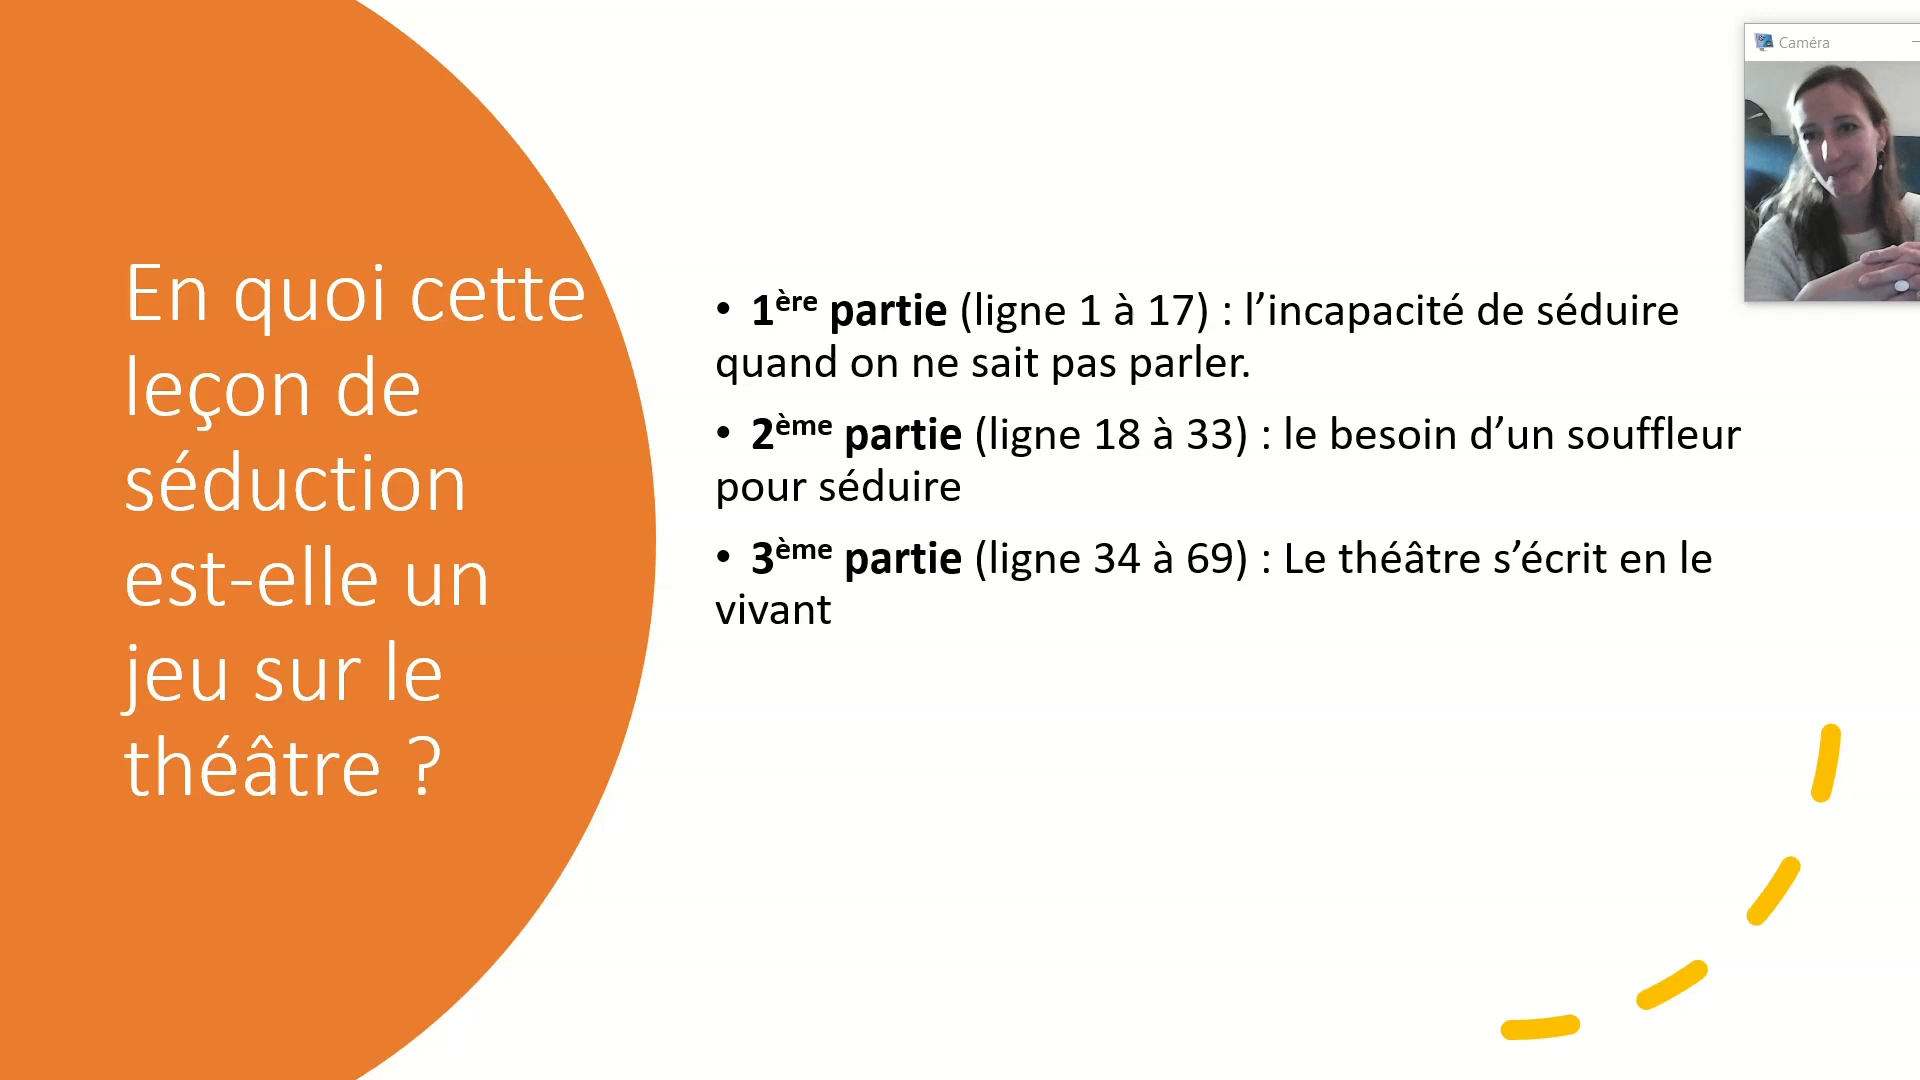 En quoi cette
leçon de
séduction
est-elle un
jeu sur le
théâtre ?
• 1ère partie (ligne 1 à 17) : l’incapacité de séduire
quand on ne sait pas parler.
• 2ème partie (ligne 18 à 33) : le besoin d’un souffleur
pour séduire
• 3ème partie (ligne 34 à 69) : Le théâtre s’écrit en le
vivant
Caméra